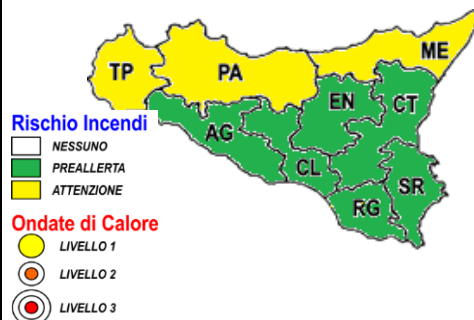 ME
TP
PA
EN
CT
Rischio Incendi
AG
NESSUNO
CL
PREALLERTA
SR
ATTENZIONE
RG
Ondate di Calore
LIVELLO 1
LIVELLO 2
LIVELLO 3